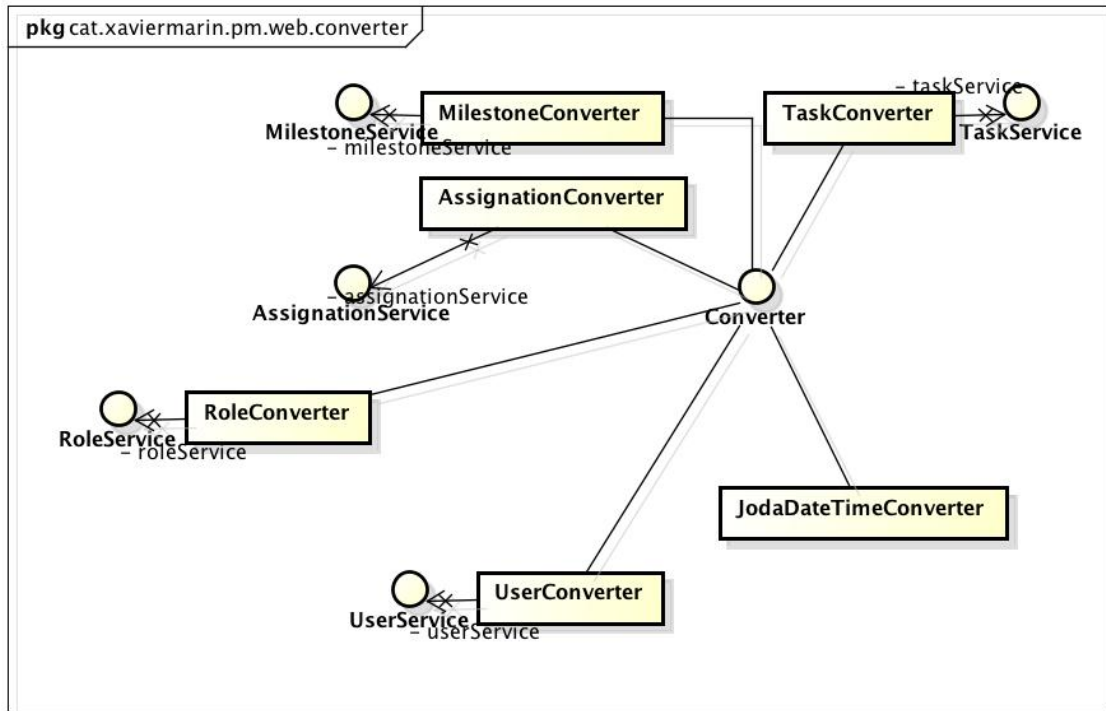 pkg cat.xaviermarin.pm.web.converter
– taskService
MilestoneConverter
TaskConverter
MilestoneService
TaskService
– milestoneService
AssignationConverter
– assignationService
AssignationService
Converter
RoleConverter
RoleService
– roleService
JodaDateTimeConverter
UserConverter
UserService
– userService